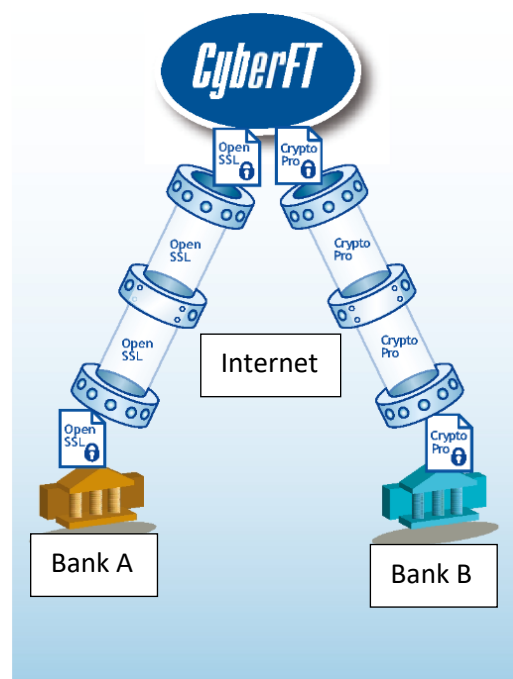 CyberFT
Open
SSL
Crypto
Pro
Open
SSL
Crypto
Pro
Open
SSL
Crypto
Pro
Internet
Open
SSL
Crypto
Pro
Bank A
Bank B